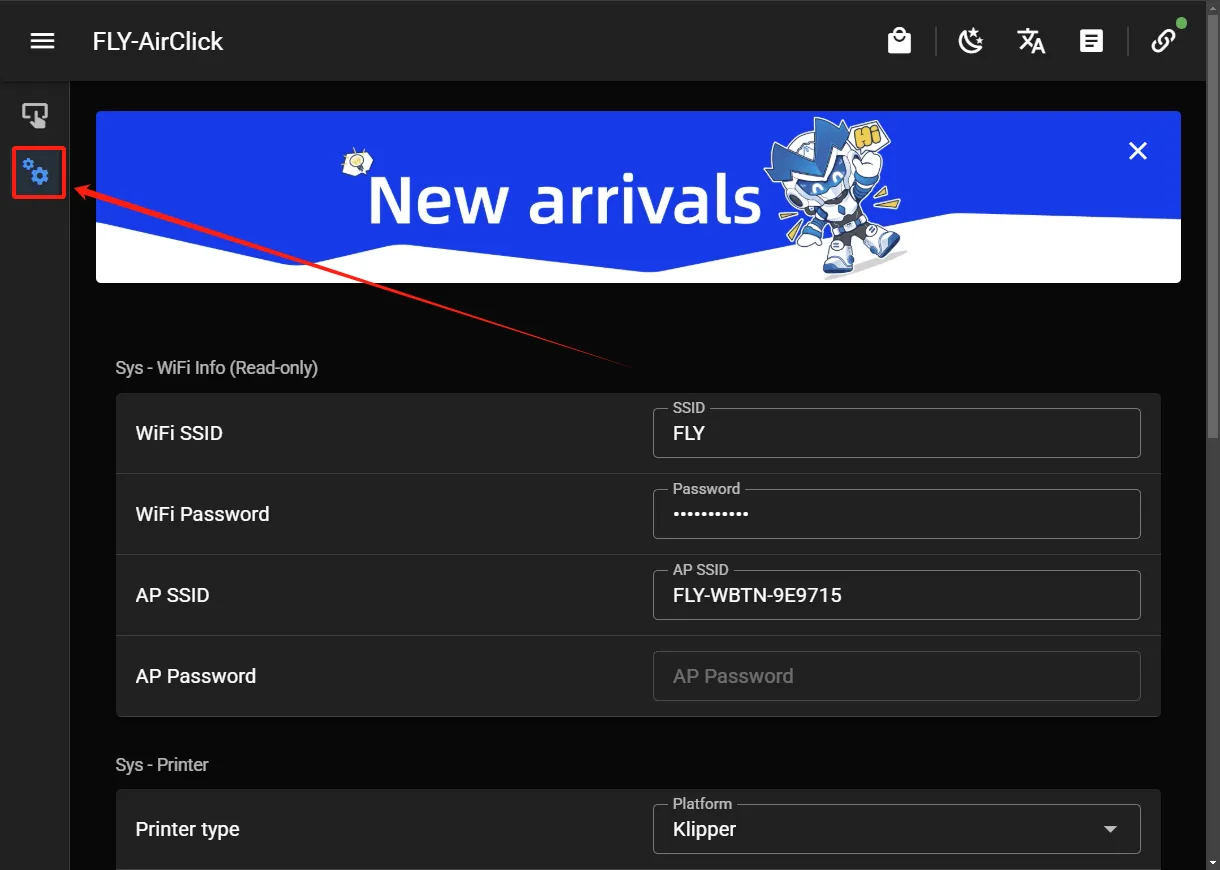 FLY-AirClick
Hi
New arrivals
Sys - WiFi Info (Read-only)
WiFi SSID
SSID
FLY
WiFi Password
Password
•••••••••••
AP SSID
AP SSID
FLY-WBTN-9E9715
AP Password
AP Password
Sys - Printer
Printer type
Platform
Klipper